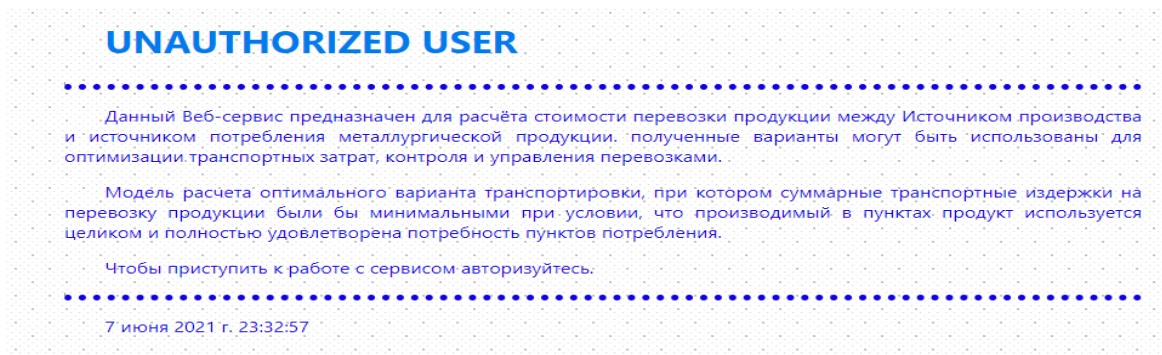 UNAUTHORIZED USER
Данный Веб-сервис предназначен для расчёта стоимости перевозки продукции между Источником производства
и источником потребления металлургической продукции. полученные варианты могут быть использованы для
оптимизации транспортных затрат, контроля и управления перевозками.
Модель расчета оптимального варианта транспортировки, при котором суммарные транспортные издержки на
перевозку продукции были бы минимальными при условии, что производимый в пунктах продукт используется
целиком и полностью удовлетворена потребность пунктов потребления.
Чтобы приступить к работе с сервисом авторизуйтесь.
7 июня 2021 г. 23:32:57